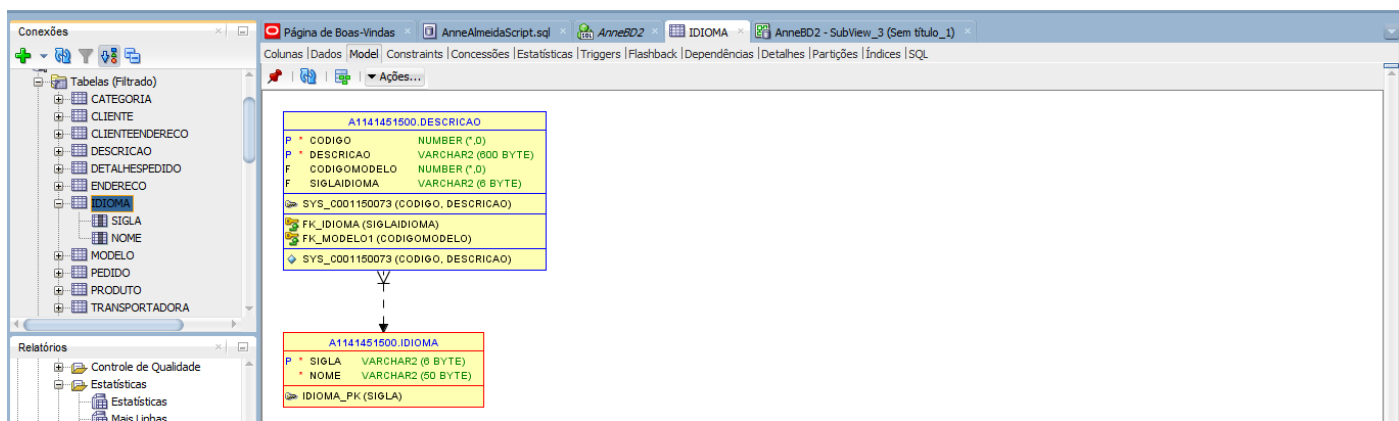 Conexões
Página de Boas-Vindas
AnneAlmeidaScript.sql
AnneBD2
IDIOMA
AnneBD2 - SubView_3 (Sem título_1)
Colunas |Dados |Model |Constraints |Concessões |Estatísticas |Triggers |Flashback |Dependências |Detalhes |Partições |Índices |SQL
Ações...
Tabelas (Filtrado)
CATEGORIA
CLIENTE
CLIENTEENDERECO
DESCRICAO
DETALHESPEDIDO
ENDERECO
IDIOMA
SIGLA
NOME
MODELO
PEDIDO
PRODUTO
TRANSPORTADORA
Relatórios
Controle de Qualidade
Estatísticas
Estatísticas
Mais Linhas
A1141451500.DESCRICAO
P * CODIGO NUMBER (*,0)
P * DESCRICAO VARCHAR2 (600 BYTE)
F CODIGOMODELO NUMBER (*,0)
F SIGLAIDIOMA VARCHAR2 (6 BYTE)
SYS_C001150073 (CODIGO, DESCRICAO)
FK_IDIOMA (SIGLAIDIOMA)
FK_MODELO1 (CODIGOMODELO)
SYS_C001150073 (CODIGO, DESCRICAO)
A1141451500.IDIOMA
P * SIGLA VARCHAR2 (6 BYTE)
* NOME VARCHAR2 (50 BYTE)
IDIOMA_PK (SIGLA)